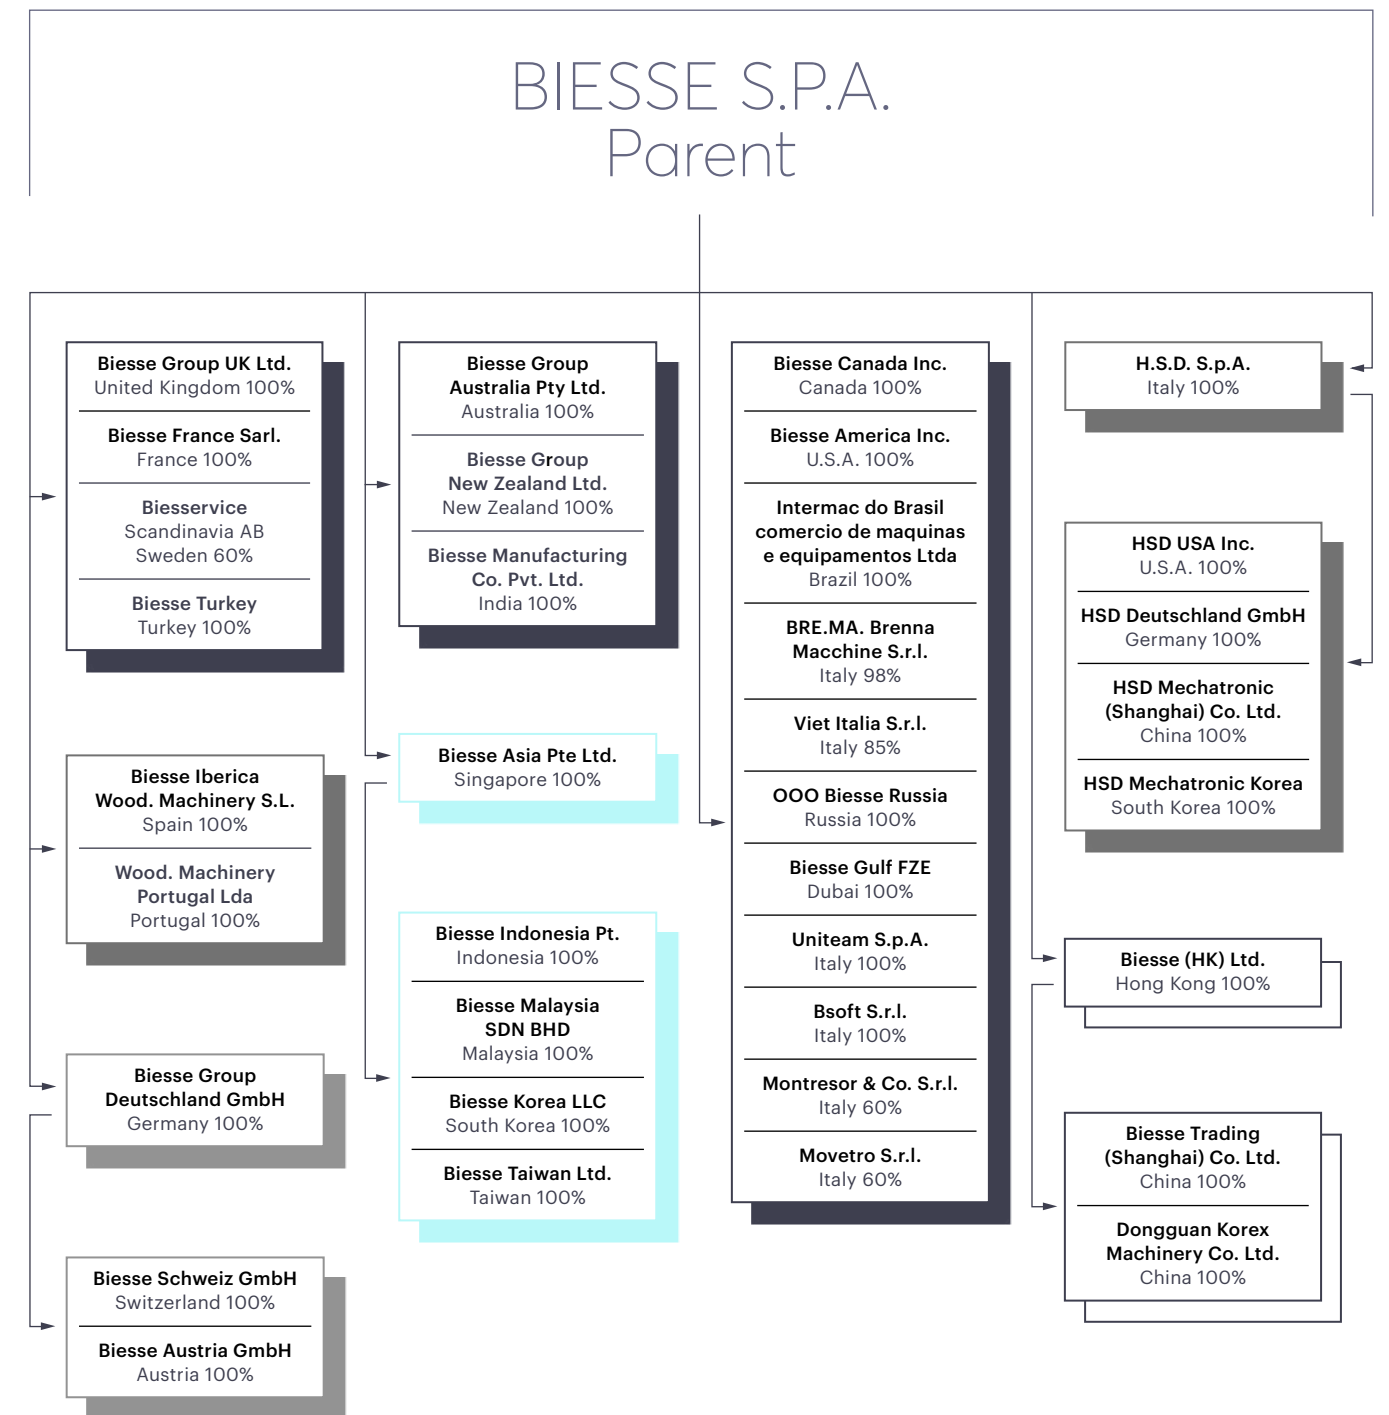 BIESSE S.P.A.
Parent
Biesse Group UK Ltd.
United Kingdom 100%
Biesse France Sarl.
France 100%
Biesservice
Scandinavia AB
Sweden 60%
Biesse Turkey
Turkey 100%
Biesse Iberica
Wood. Machinery S.L.
Spain 100%
Wood. Machinery
Portugal Lda
Portugal 100%
Biesse Group
Deutschland GmbH
Germany 100%
Biesse Schweiz GmbH
Switzerland 100%
Biesse Austria GmbH
Austria 100%
Biesse Group
Australia Pty Ltd.
Australia 100%
Biesse Group
New Zealand Ltd.
New Zealand 100%
Biesse Manufacturing
Co. Pvt. Ltd.
India 100%
Biesse Asia Pte Ltd.
Singapore 100%
Biesse Indonesia Pt.
Indonesia 100%
Biesse Malaysia
SDN BHD
Malaysia 100%
Biesse Korea LLC
South Korea 100%
Biesse Taiwan Ltd.
Taiwan 100%
Biesse Canada Inc.
Canada 100%
Biesse America Inc.
U.S.A. 100%
Intermac do Brasil
comercio de maquinas
e equipamentos Ltda
Brazil 100%
BRE.MA. Brenna
Macchine S.r.l.
Italy 98%
Viet Italia S.r.l.
Italy 85%
OOO Biesse Russia
Russia 100%
Biesse Gulf FZE
Dubai 100%
Uniteam S.p.A.
Italy 100%
Bsoft S.r.l.
Italy 100%
Montresor & Co. S.r.l.
Italy 60%
Movetro S.r.l.
Italy 60%
H.S.D. S.p.A.
Italy 100%
HSD USA Inc.
U.S.A. 100%
HSD Deutschland GmbH
Germany 100%
HSD Mechatronic
(Shanghai) Co. Ltd.
China 100%
HSD Mechatronic Korea
South Korea 100%
Biesse (HK) Ltd.
Hong Kong 100%
Biesse Trading
(Shanghai) Co. Ltd.
China 100%
Dongguan Korex
Machinery Co. Ltd.
China 100%